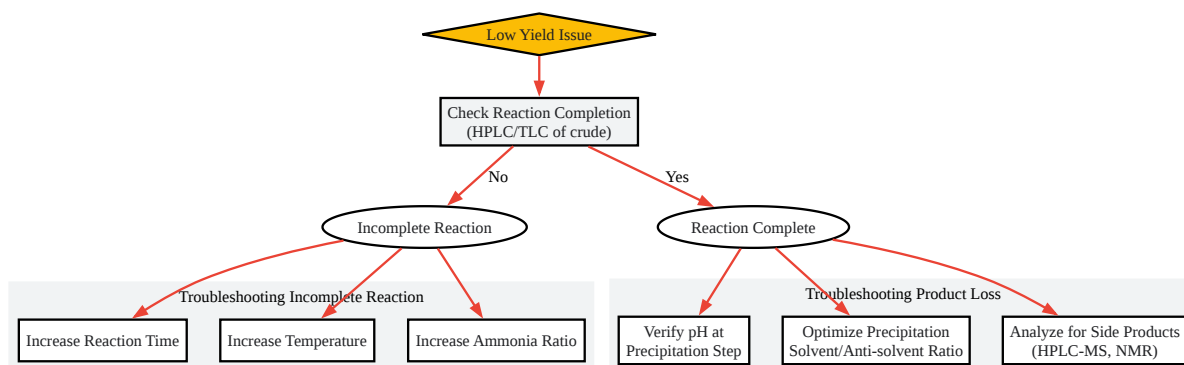 Low Yield Issue
Check Reaction Completion
(HPLC/TLC of crude)
No
Yes
Incomplete Reaction
Reaction Complete
Troubleshooting Incomplete Reaction
Troubleshooting Product Loss
Increase Reaction Time
Increase Temperature
Increase Ammonia Ratio
Verify pH at
Precipitation Step
Optimize Precipitation
Solvent/Anti-solvent Ratio
Analyze for Side Products
(HPLC-MS, NMR)